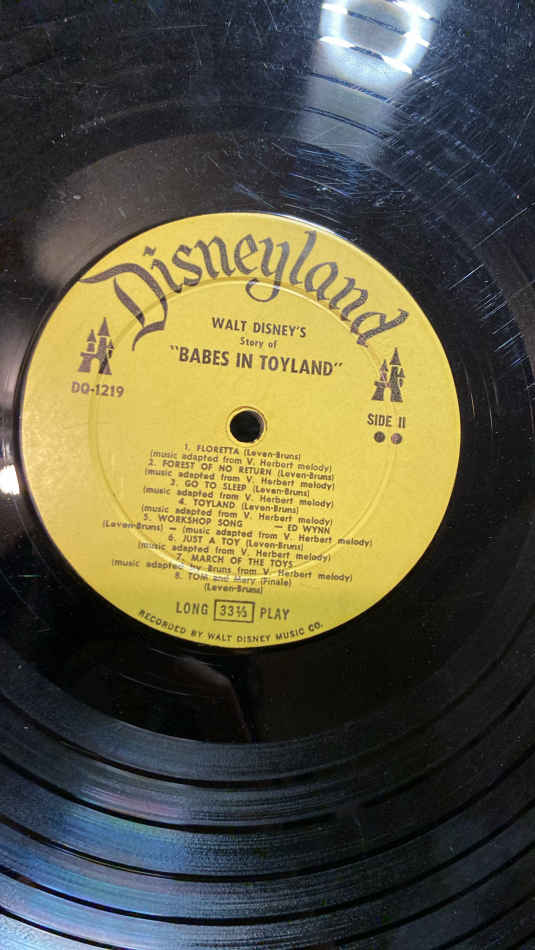 Disneyland
WALT DISNEY'S
Story of
"BABES IN TOYLAND"
DQ-1219
SIDE II
1. FLORETTA (Leven-Bruns)
(music adapted from V. Herbert melody)
2. FOREST OF NO RETURN (Leven-Bruns)
(music adapted from V. Herbert melody)
3. GO TO SLEEP (Leven-Bruns)
(music adapted from V. Herbert melody)
4. TOYLAND (Leven-Bruns)
(music adapted from V. Herbert melody)
5. WORKSHOP SONG — ED WYNN
(Leven-Bruns) — (music adapted from V. Herbert melody)
6. JUST A TOY (Leven-Bruns)
(music adapted from V. Herbert melody)
7. MARCH OF THE TOYS
(music adapted by Bruns from V. Herbert melody)
8. TOM and Mary (Finale)
(Leven-Bruns)
LONG 33⅓ PLAY
RECORDED BY WALT DISNEY MUSIC CO.